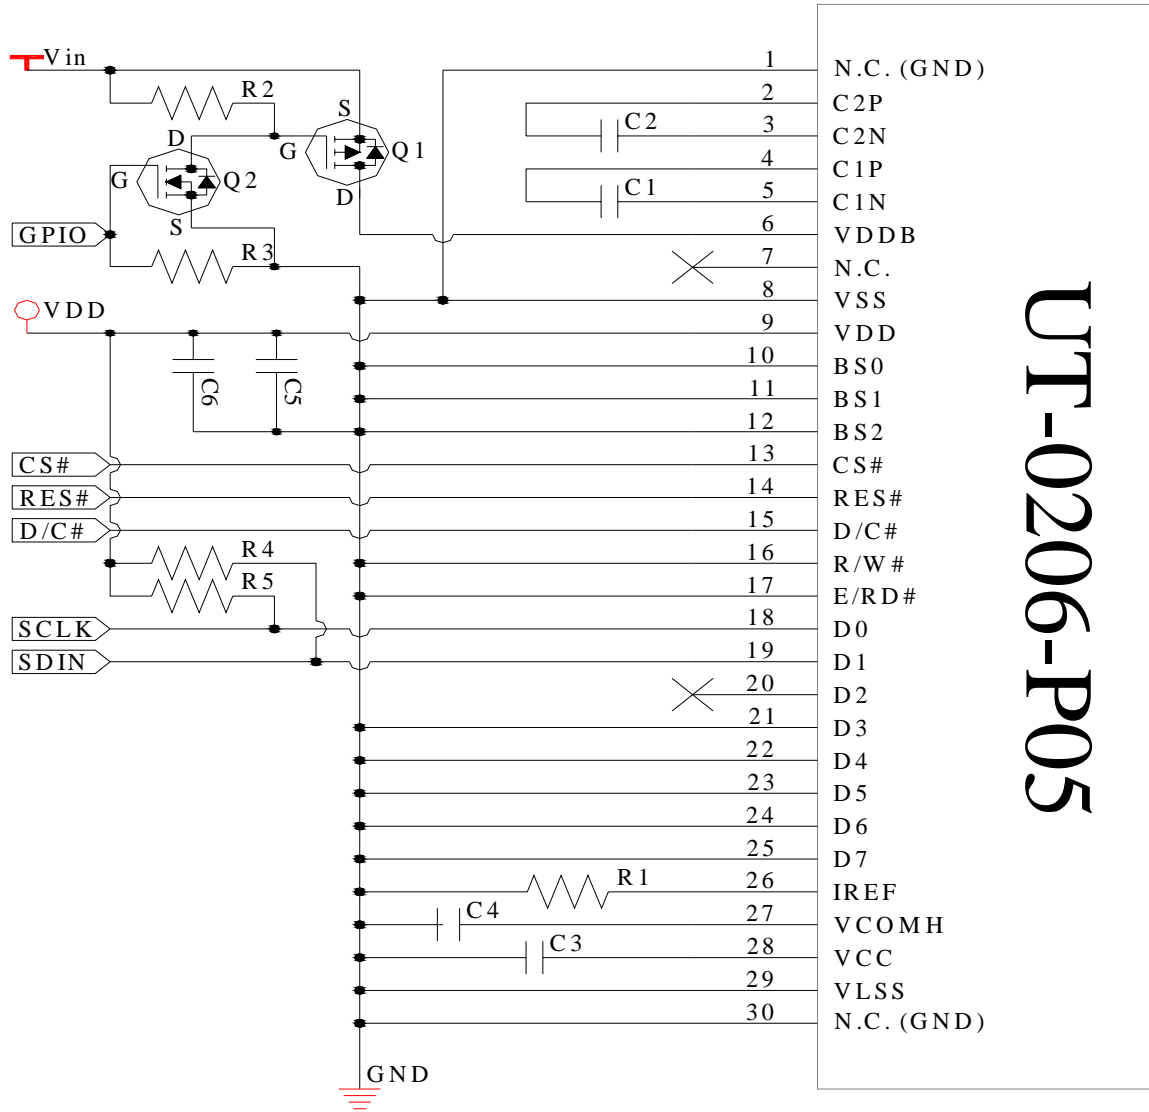 Vin
R2
S
D
G
Q1
G
Q2
D
S
GPIO
R3
VDD
C6
C5
CS#
RES#
D/C#
R4
R5
SCLK
SDIN
C2
C1
R1
C4
C3
GND
1 N.C. (GND)
2 C2P
3 C2N
4 C1P
5 C1N
6 VDDB
7 N.C.
8 VSS
9 VDD
10 BS0
11 BS1
12 BS2
13 CS#
14 RES#
15 D/C#
16 R/W#
17 E/RD#
18 D0
19 D1
20 D2
21 D3
22 D4
23 D5
24 D6
25 D7
26 IREF
27 VCOMH
28 VCC
29 VLSS
30 N.C. (GND)
UT-0206-P05